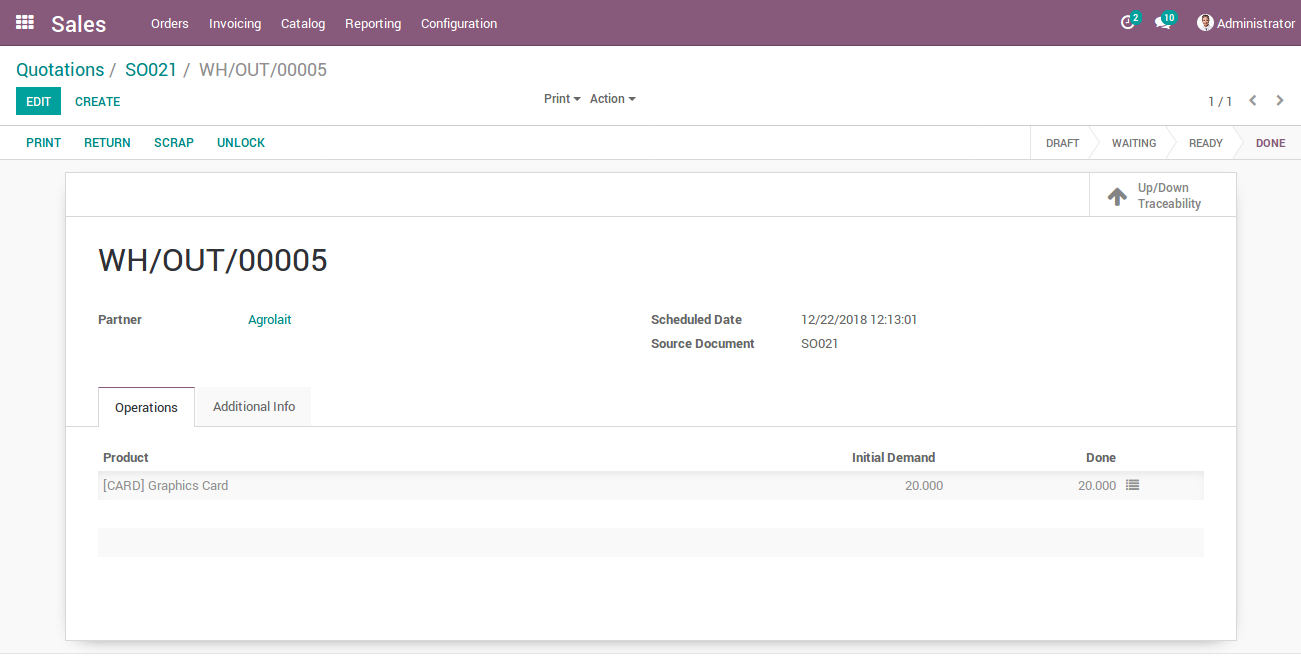 Sales Orders Invoicing Catalog Reporting Configuration 2 10 Administrator
Quotations / SO021 / WH/OUT/00005
EDIT CREATE Print Action 1 / 1
PRINT RETURN SCRAP UNLOCK DRAFT WAITING READY DONE
Up/Down
Traceability
WH/OUT/00005
Partner Agrolait Scheduled Date 12/22/2018 12:13:01
Source Document SO021
Operations Additional Info
Product Initial Demand Done
[CARD] Graphics Card 20.000 20.000